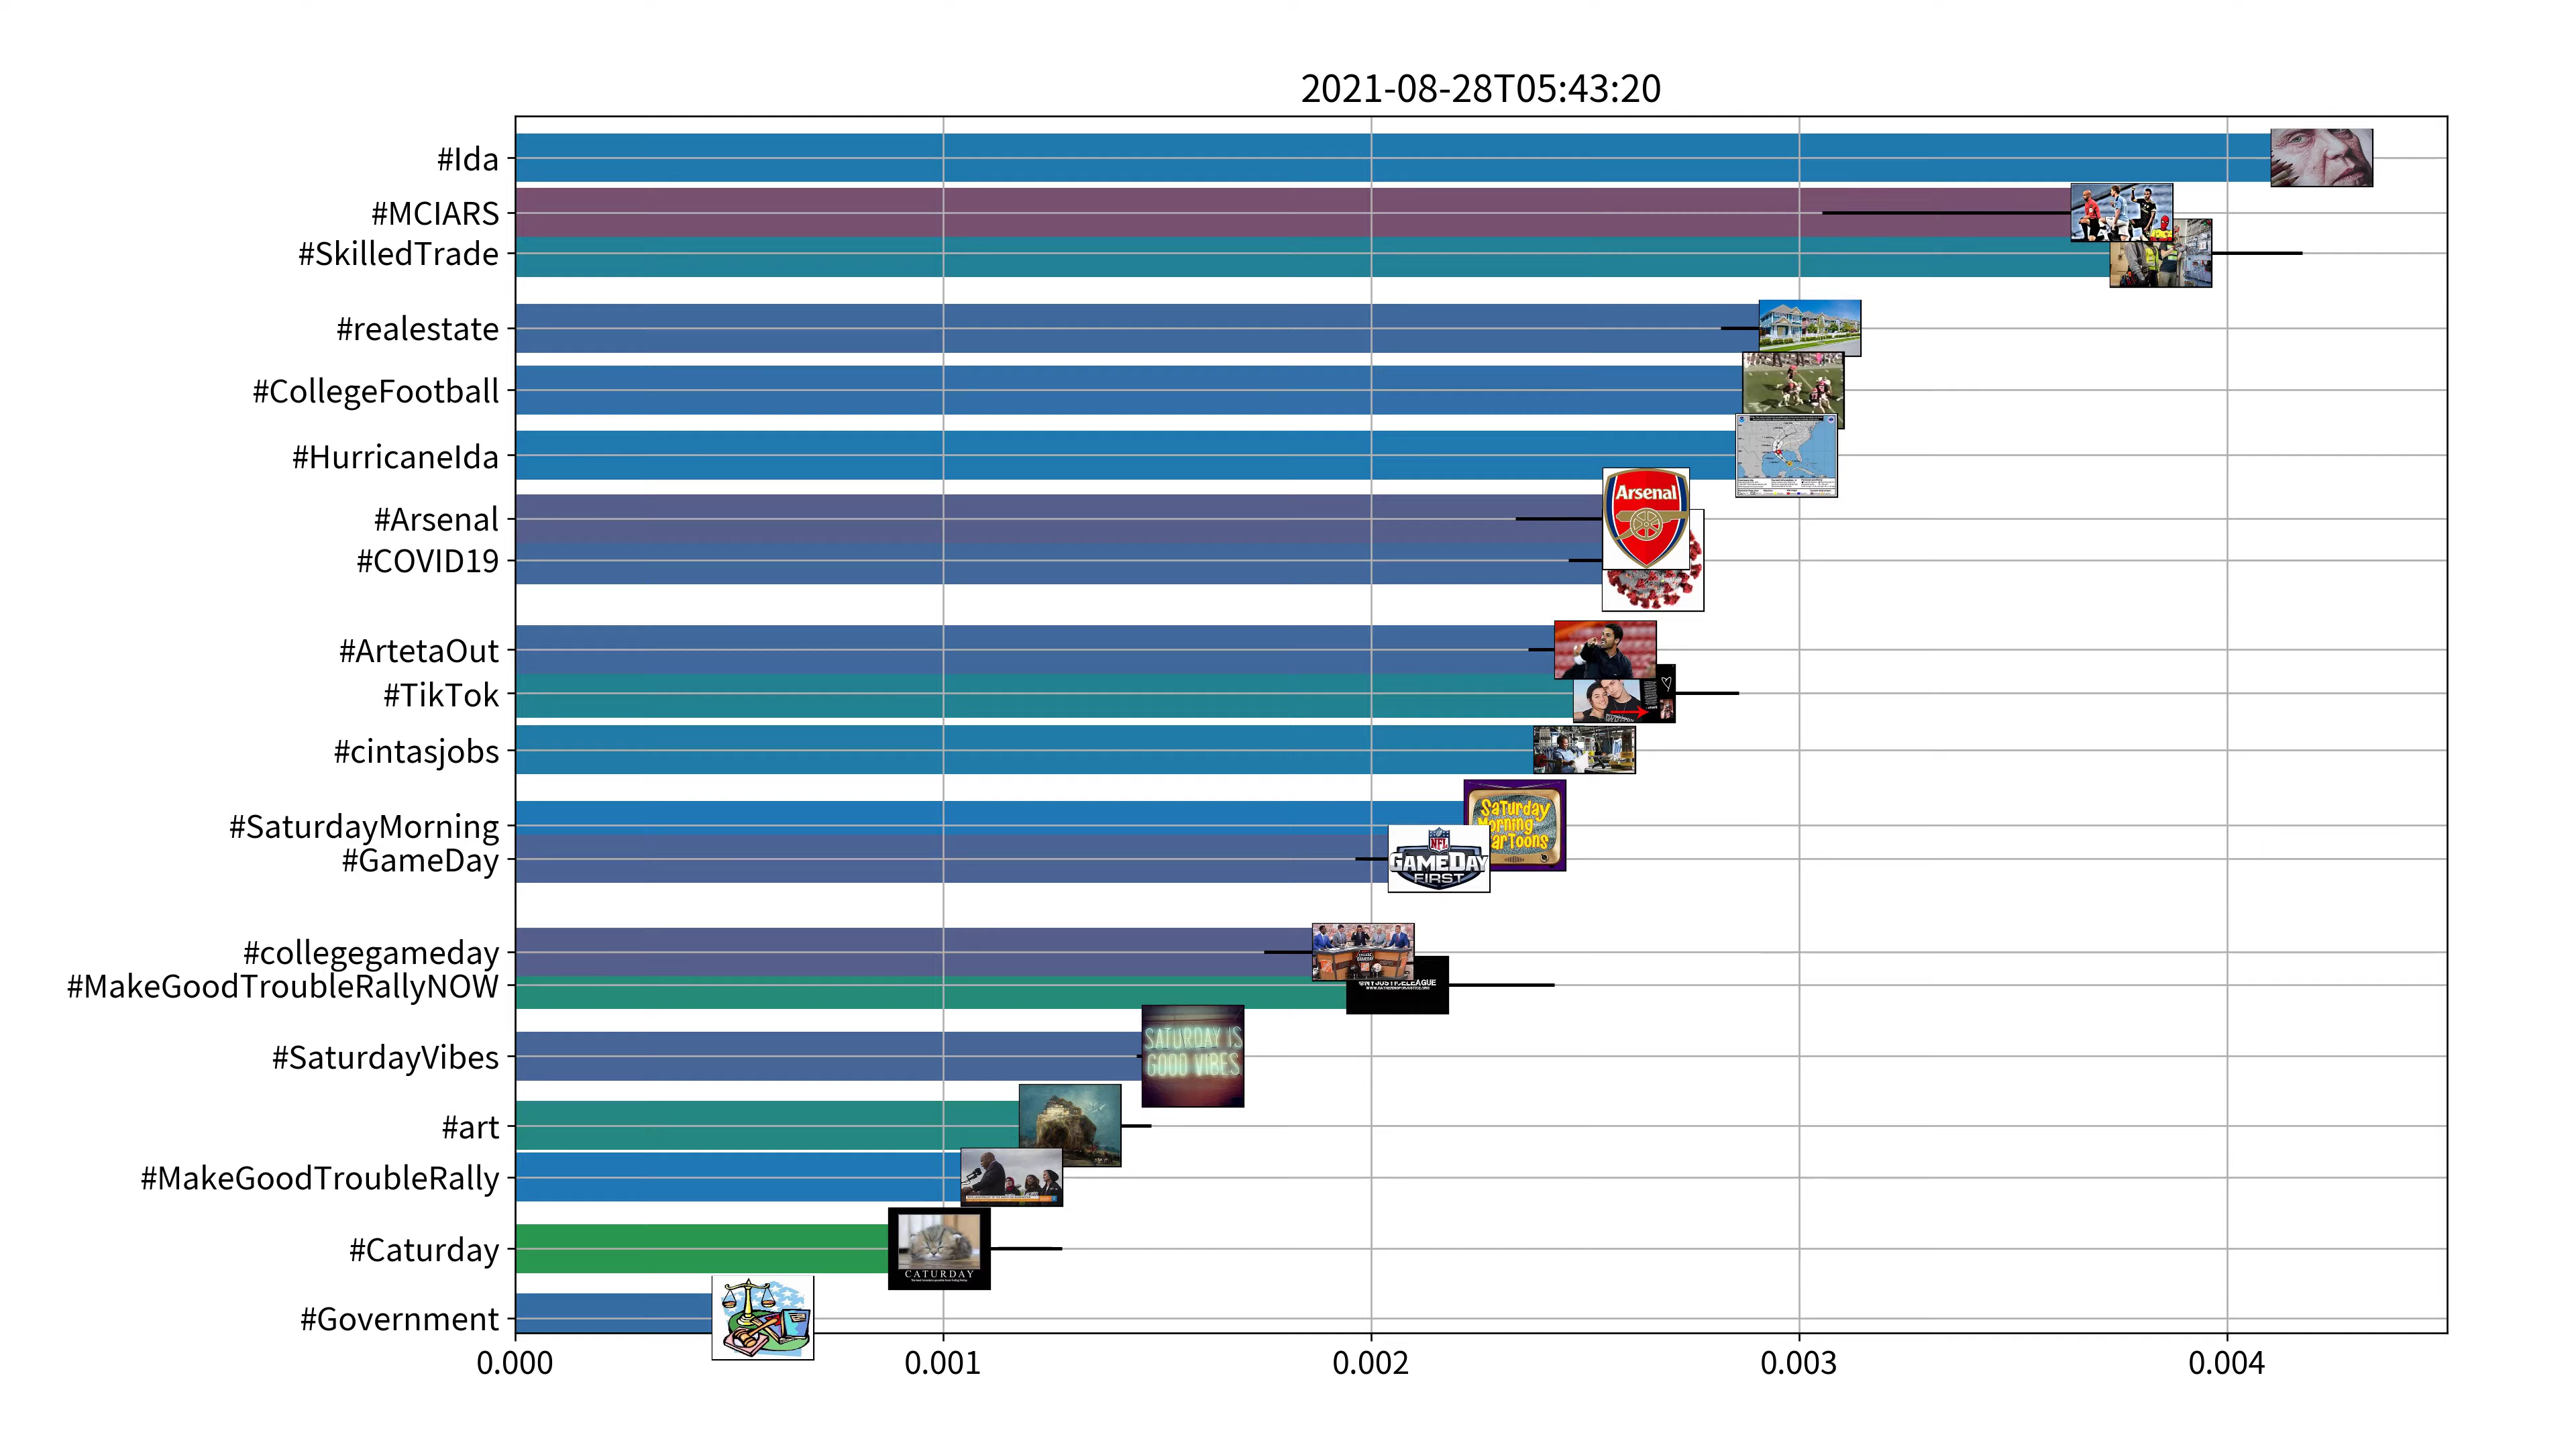 2021-08-28T05:43:20
#Ida
#MCIARS
#SkilledTrade
#realestate
#CollegeFootball
#HurricaneIda
#Arsenal
Arsenal
#COVID19
#ArtetaOut
#TikTok
#cintasjobs
#SaturdayMorning
SaTurday
Morning
CarToons
#GameDay
NFL
GAMEDAY
FIRST
#collegegameday
#MakeGoodTroubleRallyNOW
@NYJUSTICELEAGUE
#SaturdayVibes
SATURDAY IS
GOOD VIBES
#art
#MakeGoodTroubleRally
#Caturday
CATURDAY
#Government
0.000 0.001 0.002 0.003 0.004